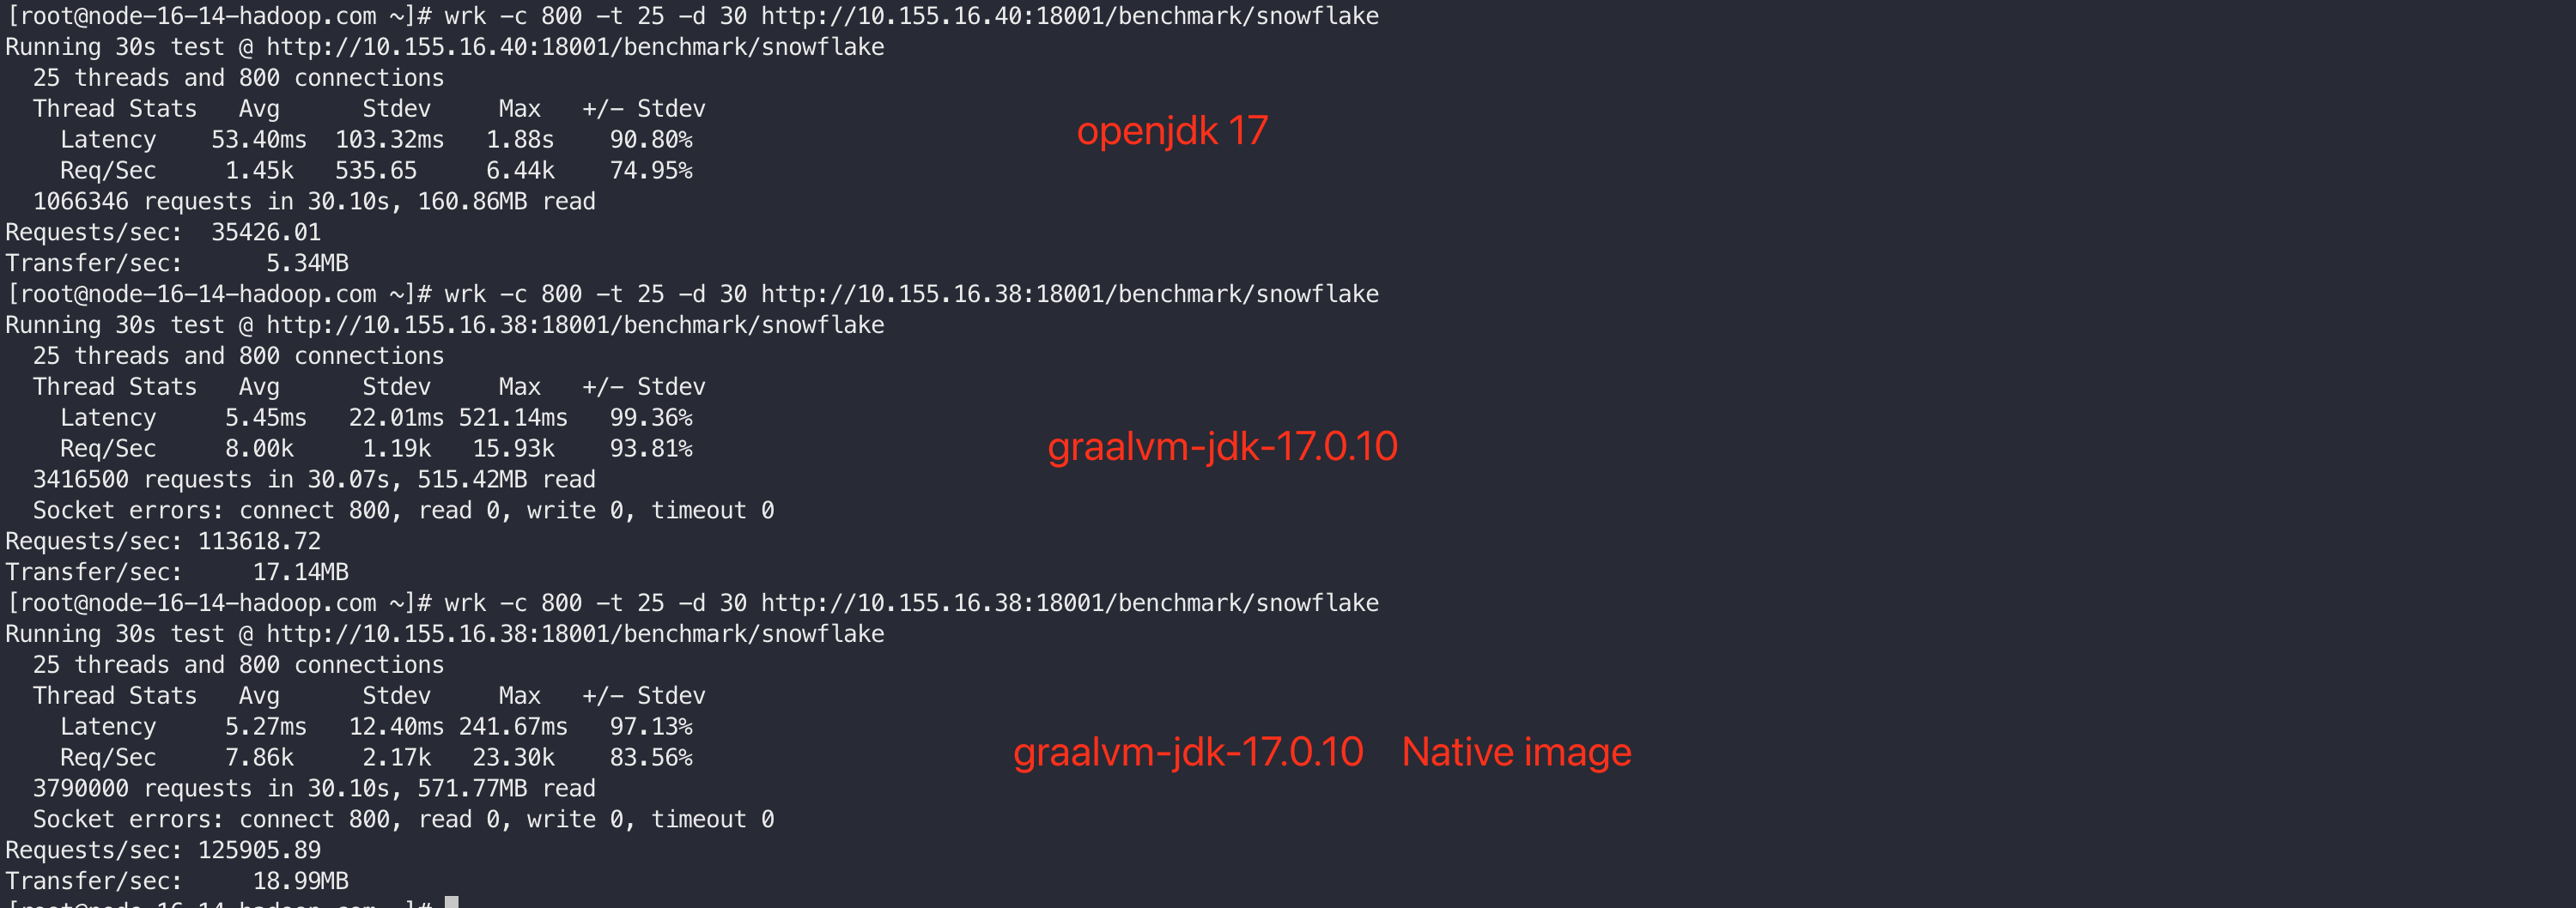 [root@node-16-14-hadoop.com ~]# wrk -c 800 -t 25 -d 30 http://10.155.16.40:18001/benchmark/snowflake
Running 30s test @ http://10.155.16.40:18001/benchmark/snowflake
25 threads and 800 connections
Thread Stats Avg Stdev Max +/- Stdev
Latency 53.40ms 103.32ms 1.88s 90.80%
openjdk 17
Req/Sec 1.45k 535.65 6.44k 74.95%
1066346 requests in 30.10s, 160.86MB read
Requests/sec: 35426.01
Transfer/sec: 5.34MB
[root@node-16-14-hadoop.com ~]# wrk -c 800 -t 25 -d 30 http://10.155.16.38:18001/benchmark/snowflake
Running 30s test @ http://10.155.16.38:18001/benchmark/snowflake
25 threads and 800 connections
Thread Stats Avg Stdev Max +/- Stdev
Latency 5.45ms 22.01ms 521.14ms 99.36%
Req/Sec 8.00k 1.19k 15.93k 93.81%
graalvm-jdk-17.0.10
3416500 requests in 30.07s, 515.42MB read
Socket errors: connect 800, read 0, write 0, timeout 0
Requests/sec: 113618.72
Transfer/sec: 17.14MB
[root@node-16-14-hadoop.com ~]# wrk -c 800 -t 25 -d 30 http://10.155.16.38:18001/benchmark/snowflake
Running 30s test @ http://10.155.16.38:18001/benchmark/snowflake
25 threads and 800 connections
Thread Stats Avg Stdev Max +/- Stdev
Latency 5.27ms 12.40ms 241.67ms 97.13%
Req/Sec 7.86k 2.17k 23.30k 83.56%
graalvm-jdk-17.0.10 Native image
3790000 requests in 30.10s, 571.77MB read
Socket errors: connect 800, read 0, write 0, timeout 0
Requests/sec: 125905.89
Transfer/sec: 18.99MB
[root@node-16-14-hadoop.com ~]#